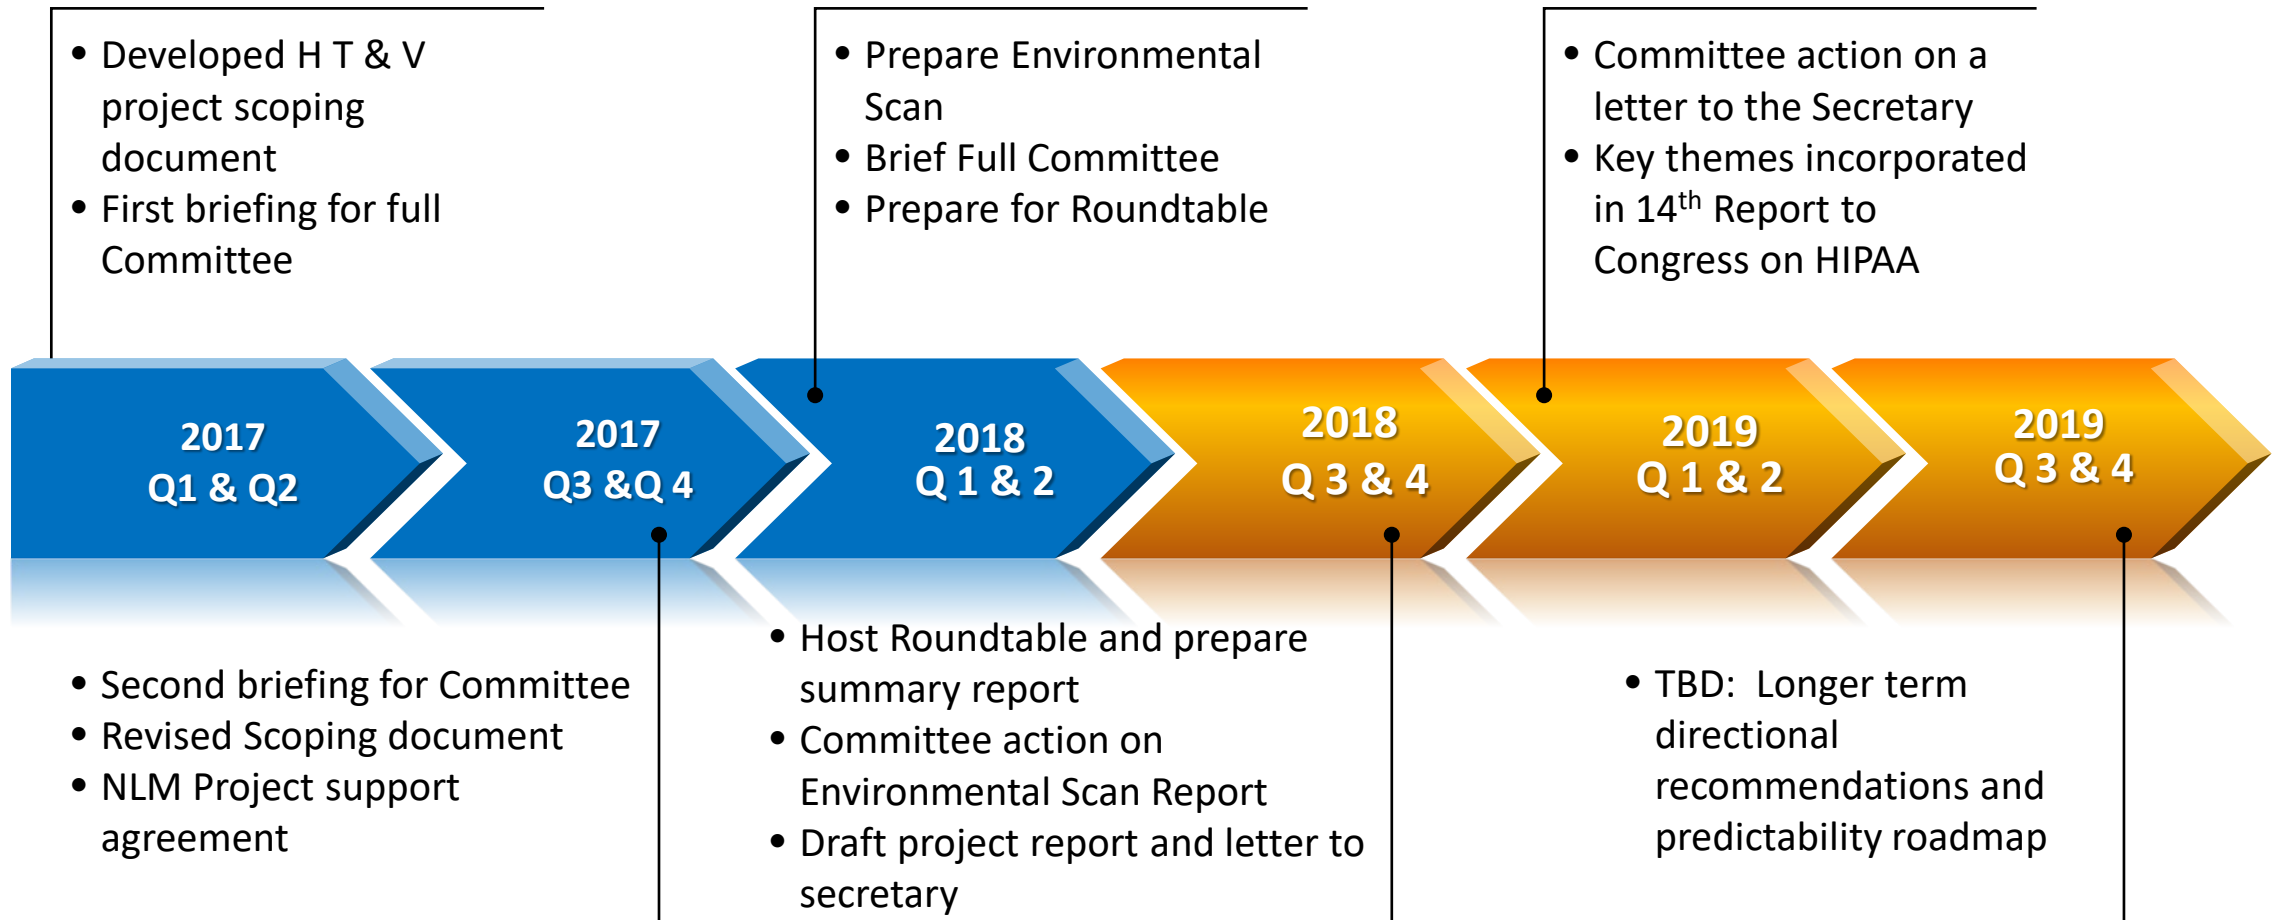 • Developed H T & V
project scoping
document
• First briefing for full
Committee
• Prepare Environmental
Scan
• Brief Full Committee
• Prepare for Roundtable
• Committee action on a
letter to the Secretary
• Key themes incorporated
in 14th Report to
Congress on HIPAA
2017
Q1 & Q2
2017
Q3 &Q 4
2018
Q 1 & 2
2018
Q 3 & 4
2019
Q 1 & 2
2019
Q 3 & 4
• Second briefing for Committee
• Revised Scoping document
• NLM Project support
agreement
• Host Roundtable and prepare
summary report
• Committee action on
Environmental Scan Report
• Draft project report and letter to
secretary
• TBD:  Longer term
directional
recommendations and
predictability roadmap